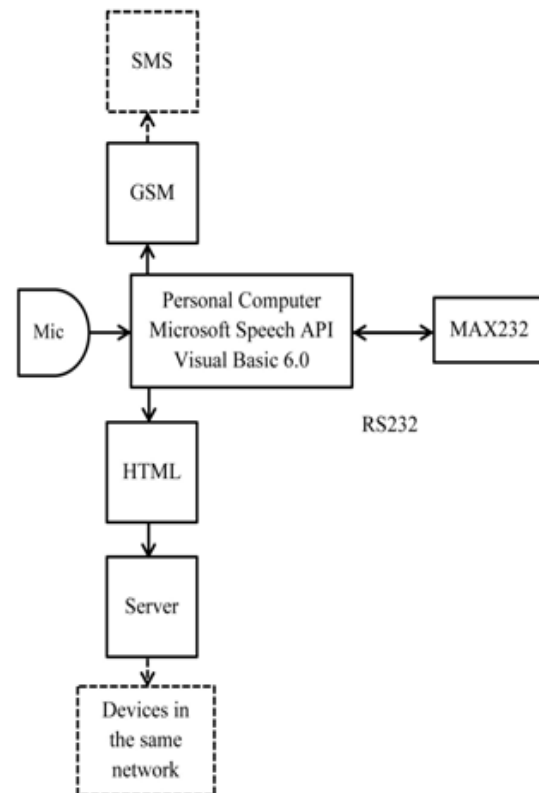 SMS
GSM
Mic
Personal Computer
Microsoft Speech API
Visual Basic 6.0
MAX232
RS232
HTML
Server
Devices in
the same
network